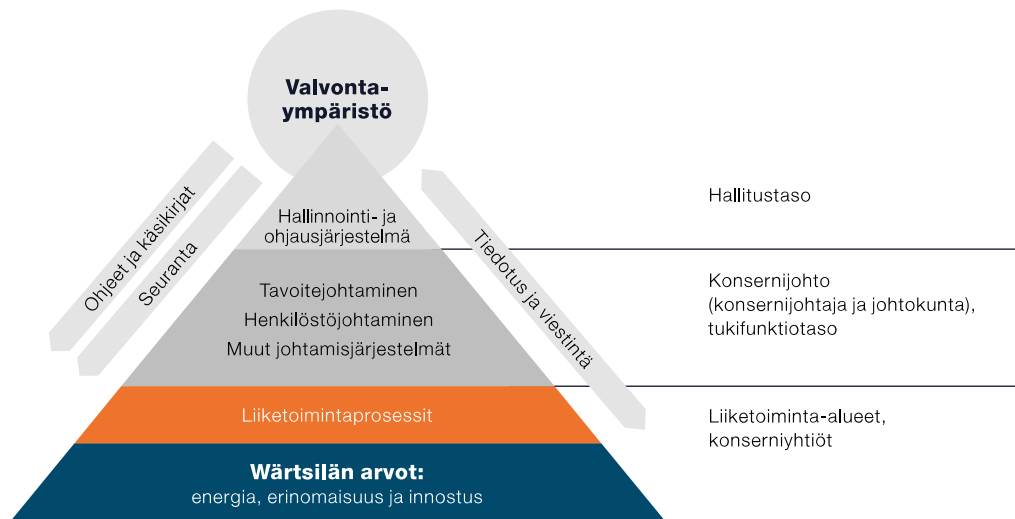 Valvonta-
ympäristö
Ohjeet ja käsikirjat
Seuranta
Tiedotus ja viestintä
Hallinnointi- ja
ohjausjärjestelmä
Hallitustaso
Tavoitejohtaminen
Henkilöstöjohtaminen
Muut johtamisjärjestelmät
Konsernijohto
(konsernijohtaja ja johtokunta),
tukifunktiotaso
Liiketoimintaprosessit
Liiketoiminta-alueet,
konserniyhtiöt
Wärtsilän arvot:
energia, erinomaisuus ja innostus